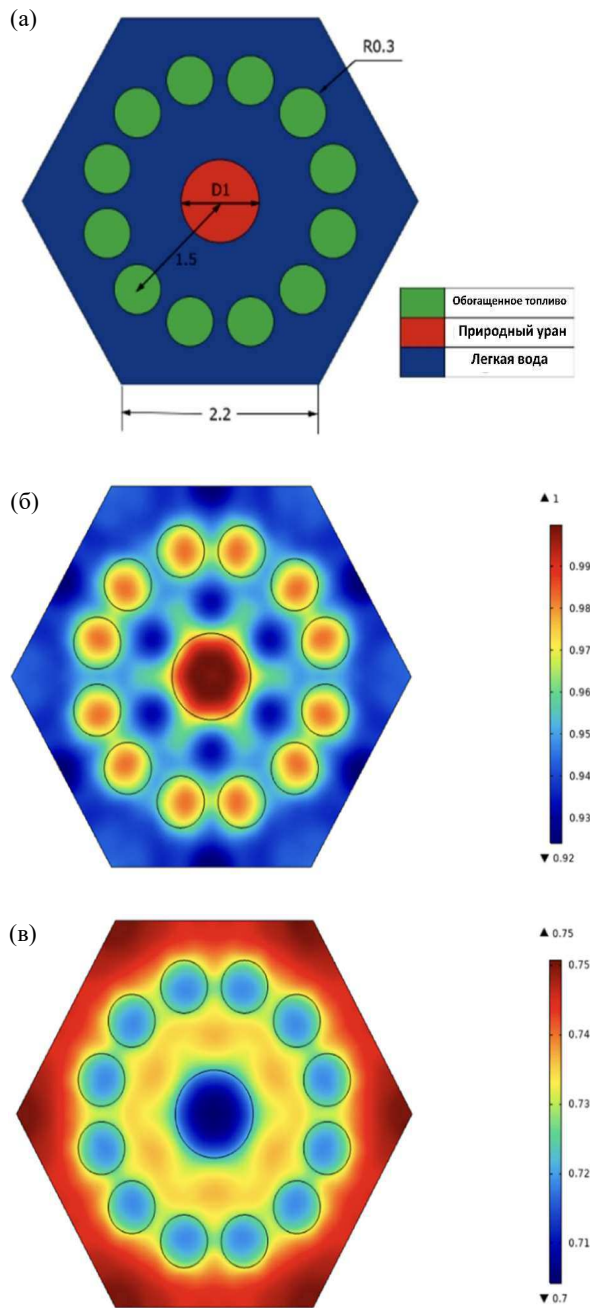 (а)
R0.3
D1
1.5
2.2
Обогащенное топливо
Природный уран
Легкая вода
(б)
▲ 1
0.99
0.98
0.97
0.96
0.95
0.94
0.93
▼ 0.92
(в)
▲ 0.75
0.75
0.74
0.73
0.72
0.71
▼ 0.7